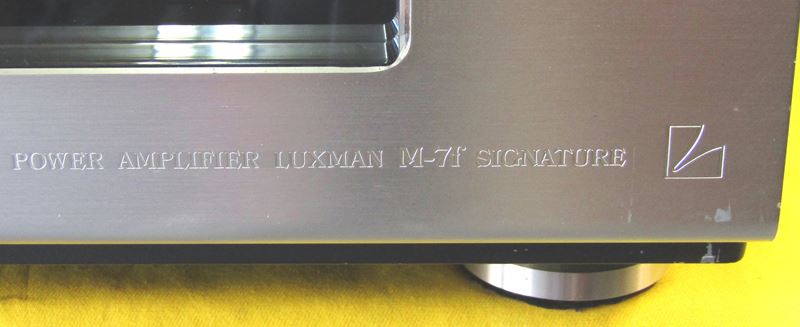 POWER AMPLIFIER LUXMAN M-7f SIGNATURE